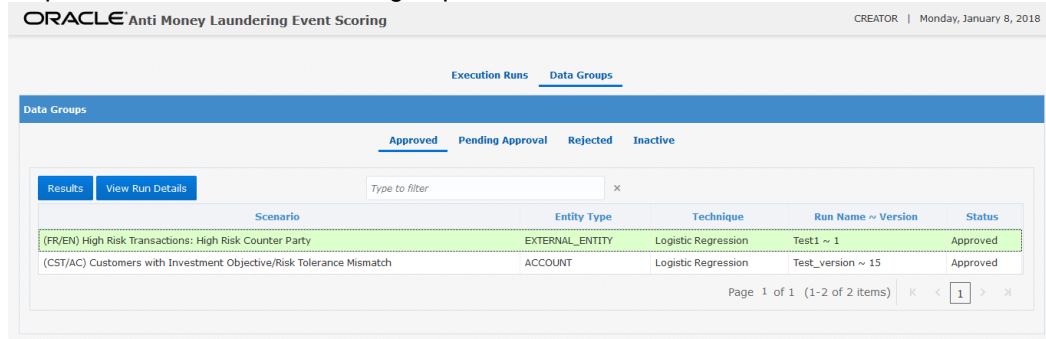 ORACLE Anti Money Laundering Event Scoring CREATOR | Monday, January 8, 2018
Execution Runs Data Groups
Data Groups
Approved Pending Approval Rejected Inactive
Results View Run Details Type to filter ×
Scenario Entity Type Technique Run Name ~ Version Status
(FR/EN) High Risk Transactions: High Risk Counter Party EXTERNAL_ENTITY Logistic Regression Test1 ~ 1 Approved
(CST/AC) Customers with Investment Objective/Risk Tolerance Mismatch ACCOUNT Logistic Regression Test_version ~ 15 Approved
Page 1 of 1 (1-2 of 2 items) K < 1 > >|